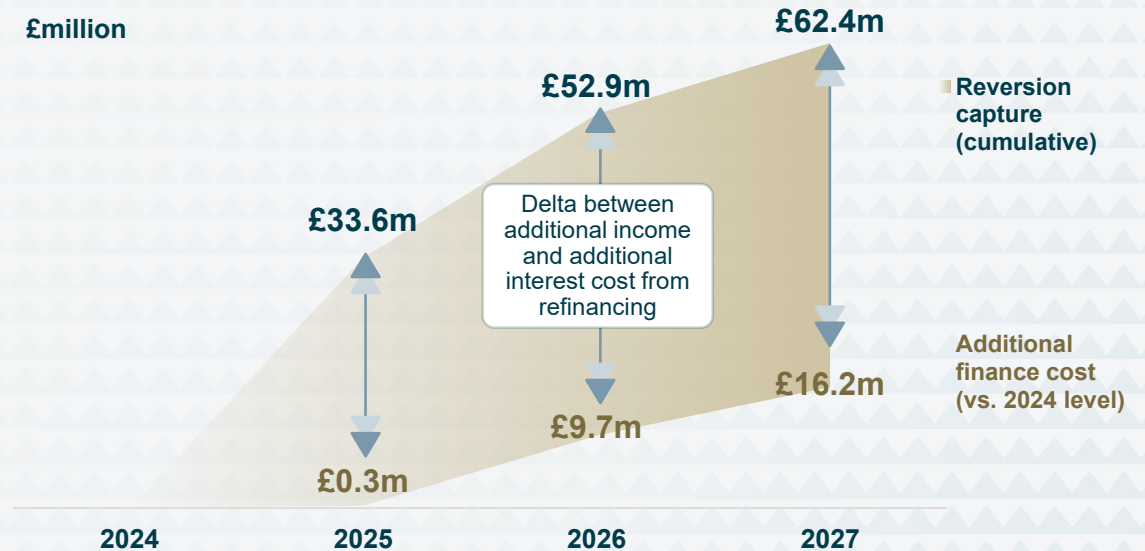 £million
£62.4m
£52.9m
£33.6m
Reversion
capture
(cumulative)
Delta between
additional income
and additional
interest cost from
refinancing
Additional
finance cost
(vs. 2024 level)
£16.2m
£9.7m
£0.3m
2024
2025
2026
2027